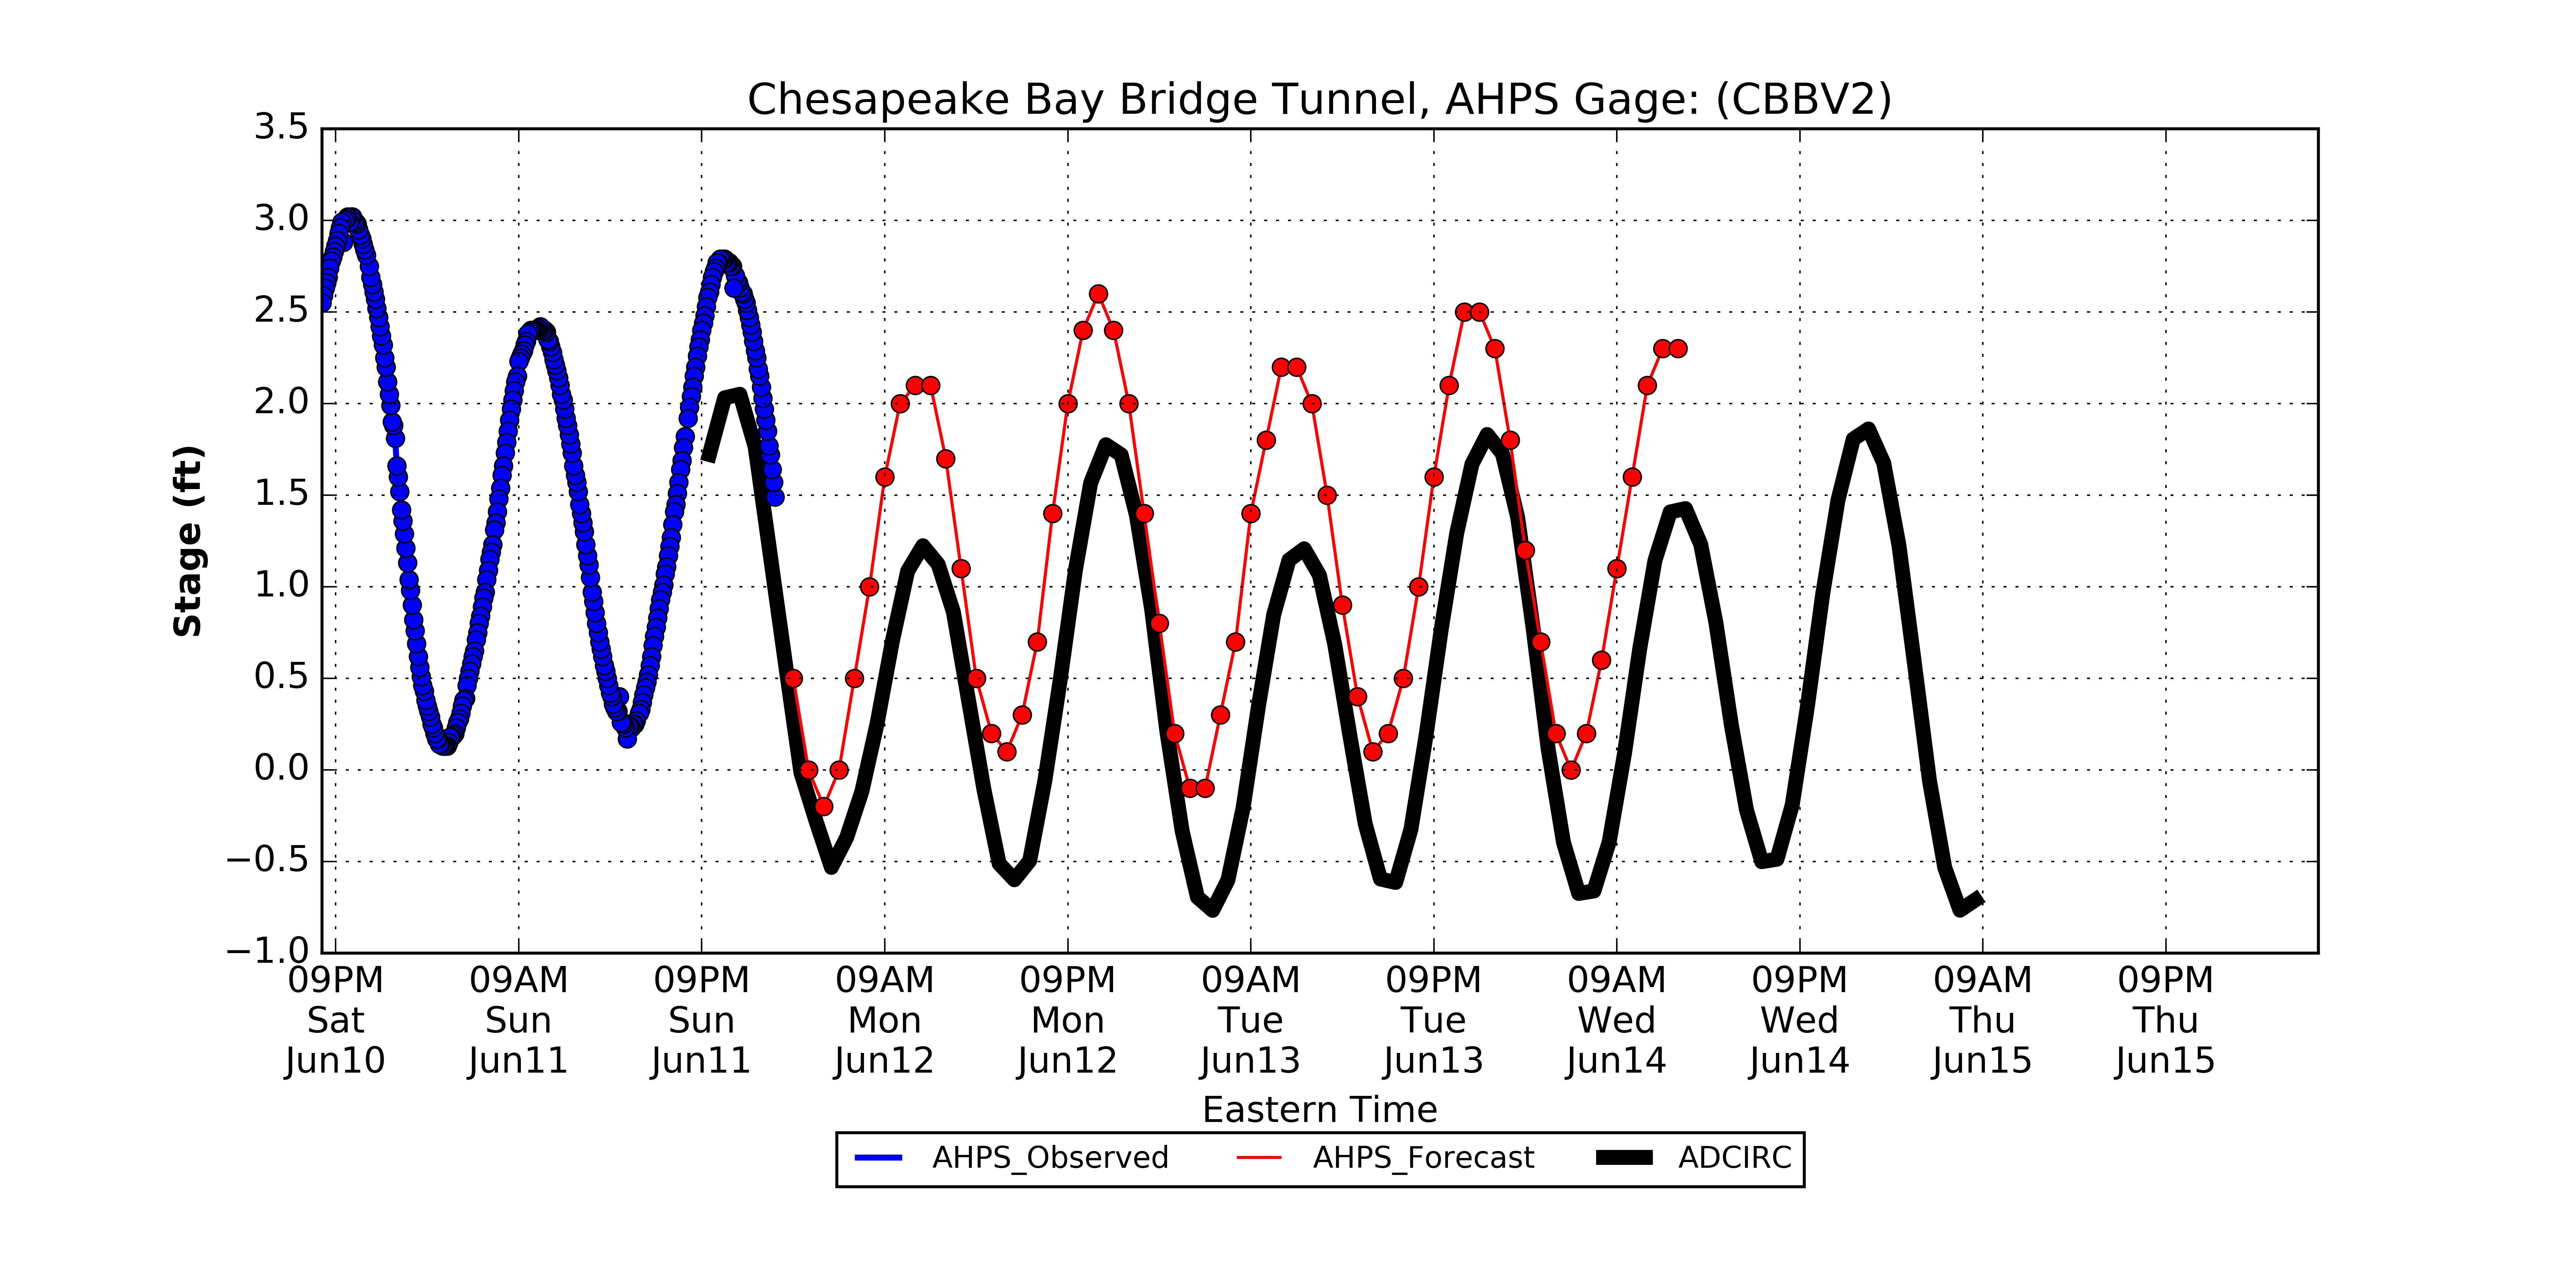 Chesapeake Bay Bridge Tunnel, AHPS Gage: (CBBV2)
3.5
3.0
2.5
2.0
1.5
1.0
0.5
0.0
−0.5
−1.0
Stage (ft)
09PM 09AM 09PM 09AM 09PM 09AM 09PM 09AM 09PM 09AM 09PM
Sat Sun Sun Mon Mon Tue Tue Wed Wed Thu Thu
Jun10 Jun11 Jun11 Jun12 Jun12 Jun13 Jun13 Jun14 Jun14 Jun15 Jun15
Eastern Time
AHPS_Observed AHPS_Forecast ADCIRC